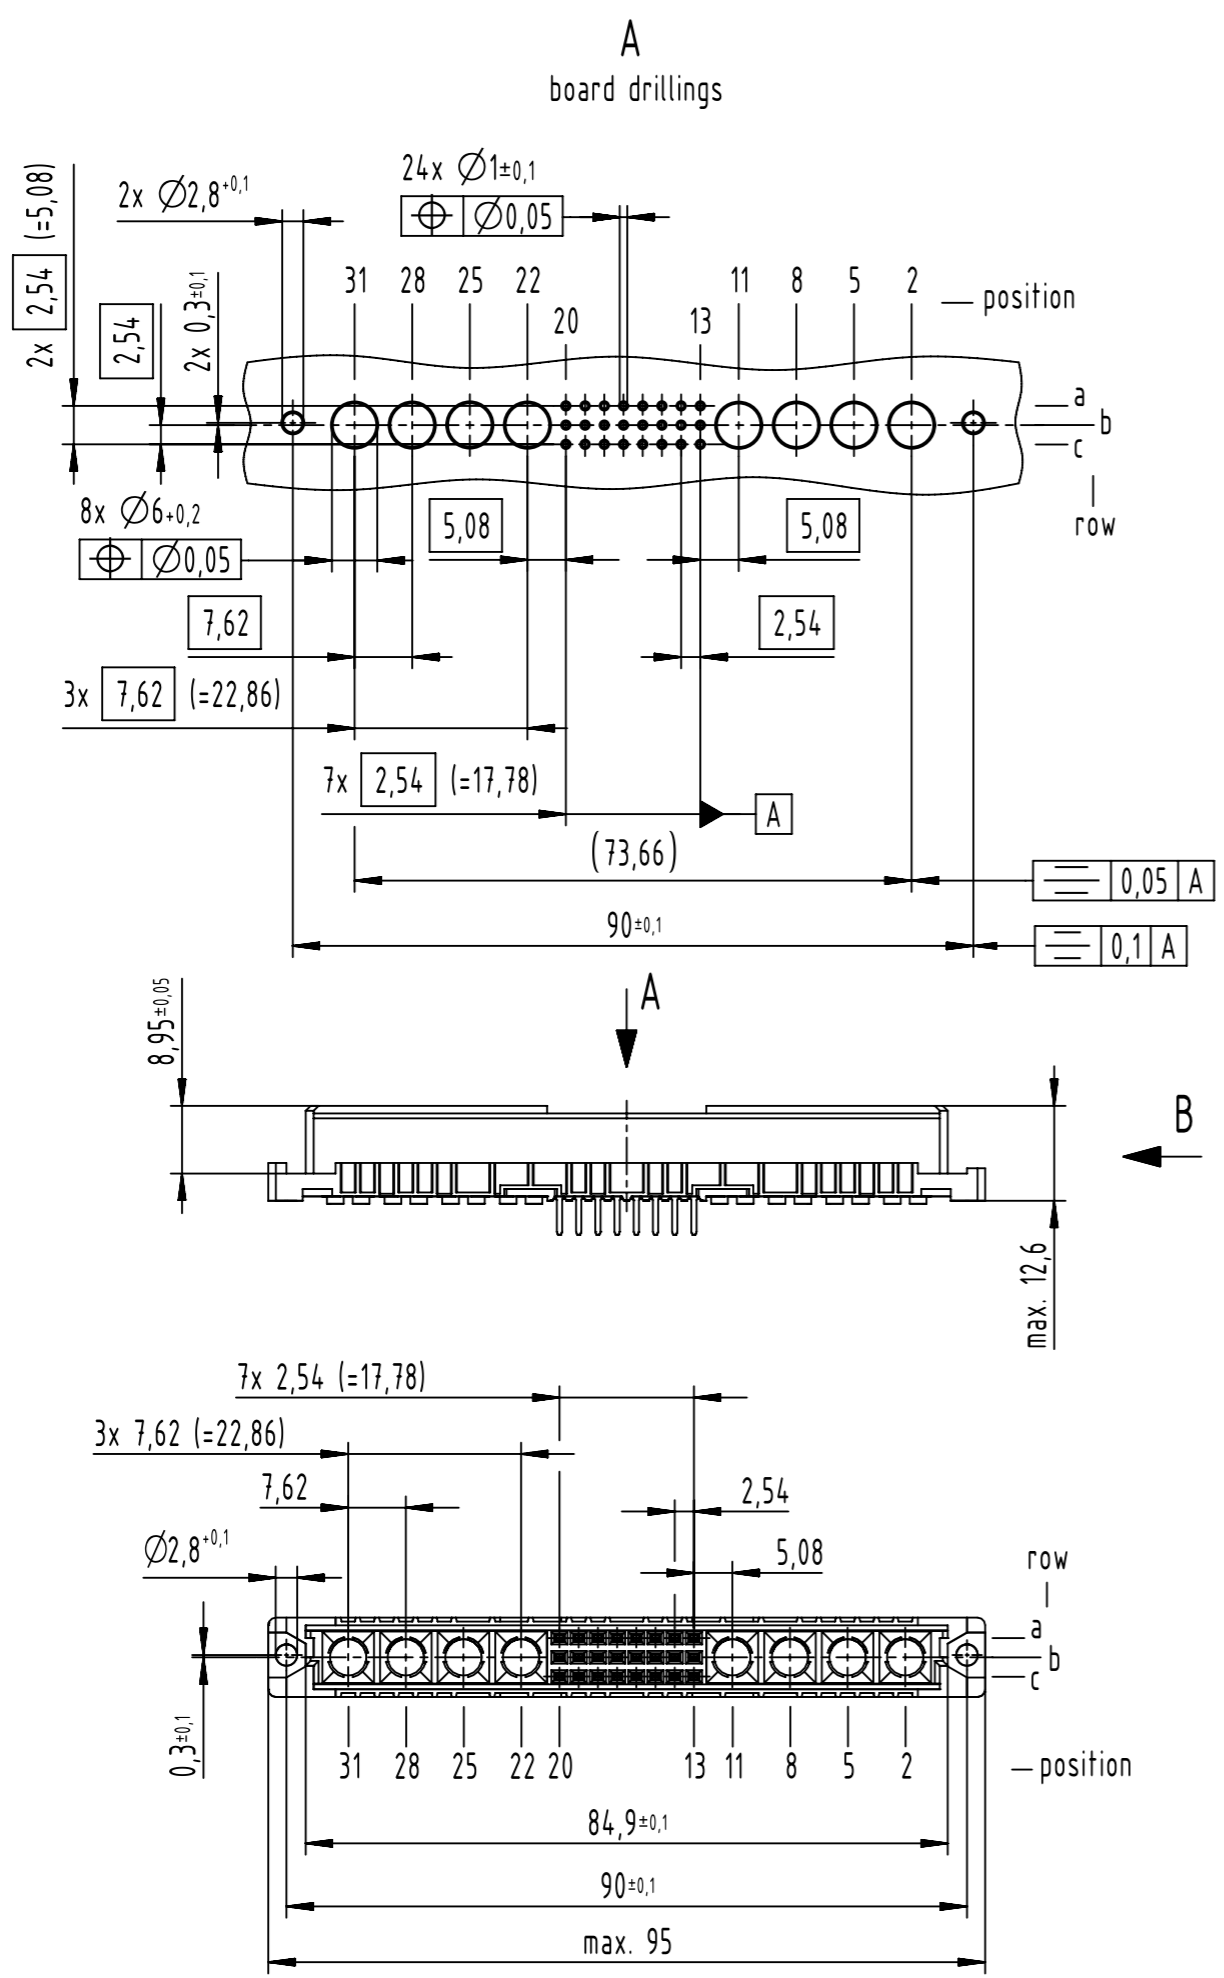 A
board drillings
24x Ø1±0,1
⌖ Ø0,05
2x Ø2,8+0,1
2x 2,54 (=5,08)
2,54
2x 0,3±0,1
31 28 25 22 11 8 5 2 — position
20 13
a
b
c
row
8x Ø6+0,2
⌖ Ø0,05
5,08 5,08
7,62 2,54
3x 7,62 (=22,86)
7x 2,54 (=17,78)
A
(73,66)
⌯ 0,05 A
90±0,1
⌯ 0,1 A
8,95±0,05
A
B
max. 12,6
7x 2,54 (=17,78)
3x 7,62 (=22,86)
7,62 2,54
Ø2,8+0,1
5,08
row
a
b
c
0,3±0,1
31 28 25 22 20 13 11 8 5 2 — position
84,9±0,1
90±0,1
max. 95